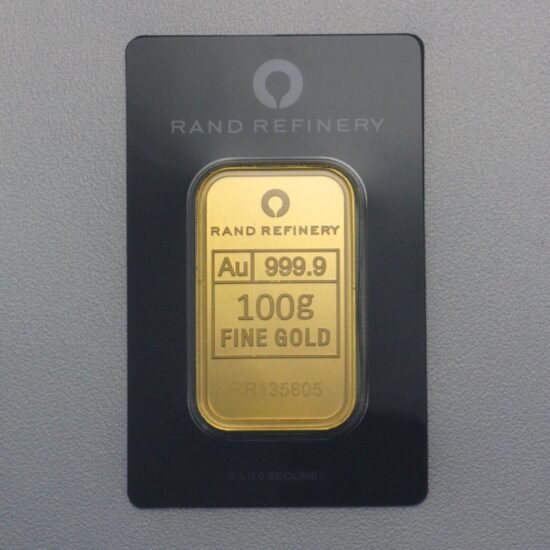 RAND REFINERY
RAND REFINERY
Au 999.9
100g
FINE GOLD
RR135805
RAND SECURE